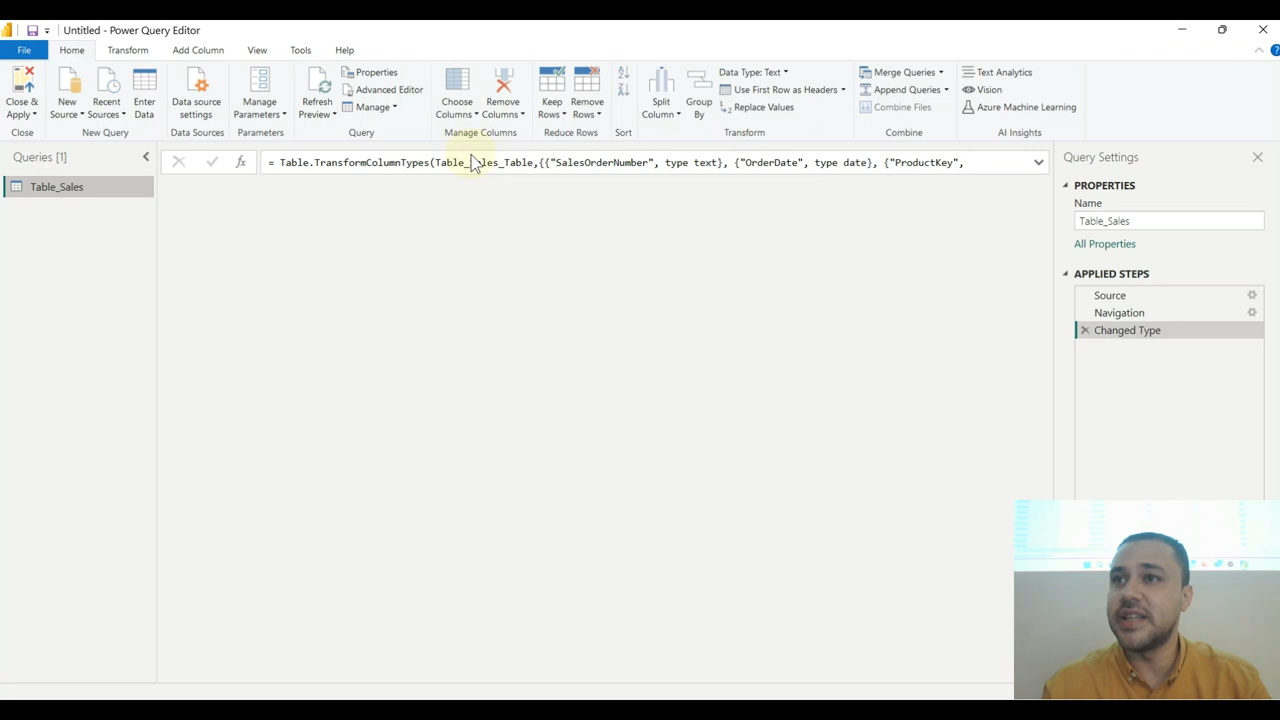 Untitled - Power Query Editor
File Home Transform Add Column View Tools Help
Close & Apply
New Source
Recent Sources
Enter Data
Data source settings
Manage Parameters
Refresh Preview
Properties
Advanced Editor
Manage
Choose Columns
Remove Columns
Keep Rows
Remove Rows
Split Column
Group By
Data Type: Text
Use First Row as Headers
Replace Values
Merge Queries
Append Queries
Combine Files
Text Analytics
Vision
Azure Machine Learning
Close New Query Data Sources Parameters Query Manage Columns Reduce Rows Sort Transform Combine AI Insights
Queries [1]
Table_Sales
fx
= Table.TransformColumnTypes(Table_Sales_Table,{{"SalesOrderNumber", type text}, {"OrderDate", type date}, {"ProductKey",
Query Settings
PROPERTIES
Name
Table_Sales
All Properties
APPLIED STEPS
Source
Navigation
Changed Type